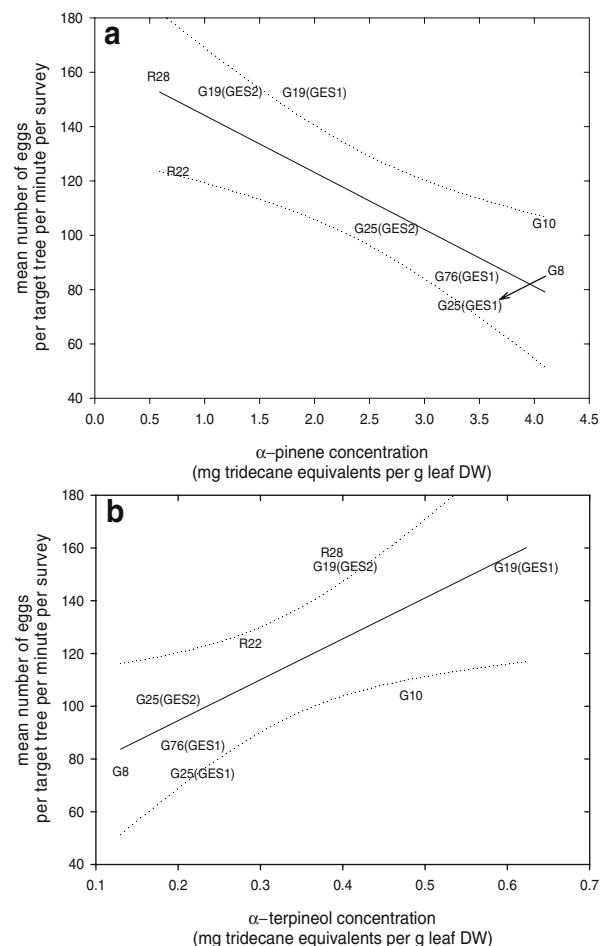 a
mean number of eggs
per target tree per minute per survey
180
160
140
120
100
80
60
40
R28
G19(GES2)
G19(GES1)
R22
G25(GES2)
G10
G76(GES1)
G8
G25(GES1)
0.0 0.5 1.0 1.5 2.0 2.5 3.0 3.5 4.0 4.5
α−pinene concentration
(mg tridecane equivalents per g leaf DW)
b
mean number of eggs
per target tree per minute per survey
180
160
140
120
100
80
60
40
R28
G19(GES2)
G19(GES1)
R22
G25(GES2)
G10
G76(GES1)
G8
G25(GES1)
0.1 0.2 0.3 0.4 0.5 0.6 0.7
α−terpineol concentration
(mg tridecane equivalents per g leaf DW)